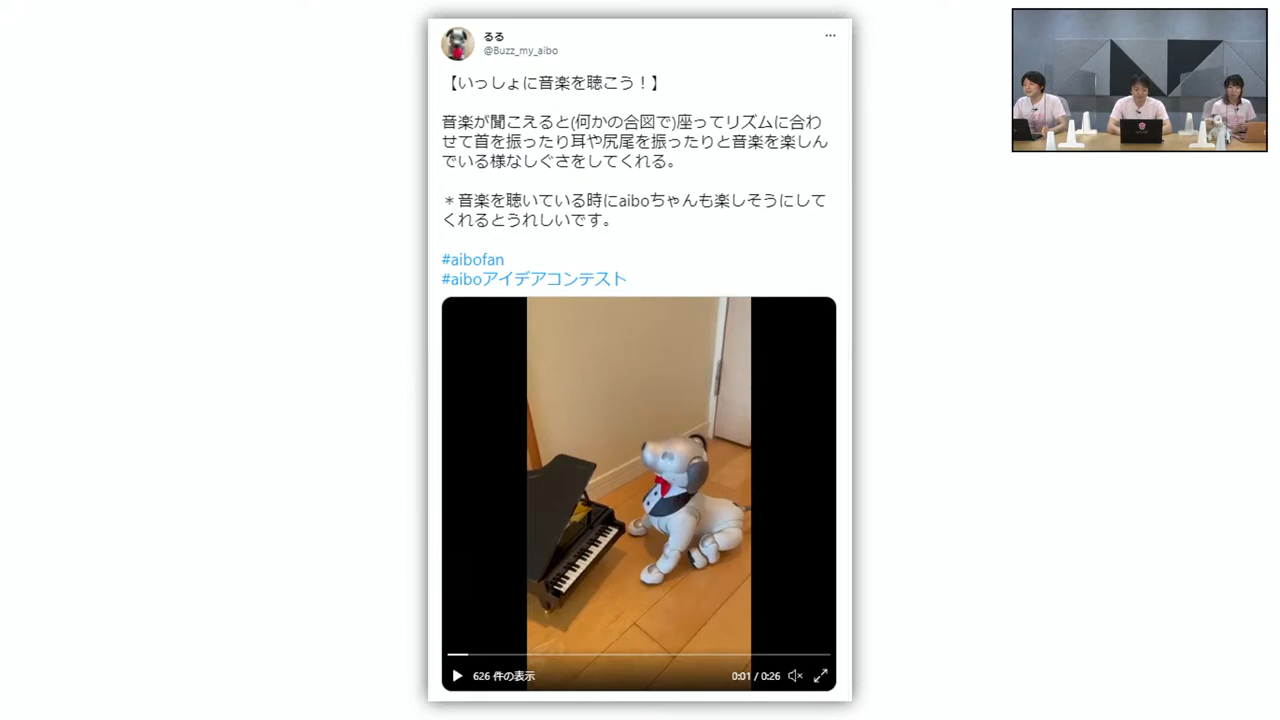 るる
@Buzz_my_aibo
【いっしょに音楽を聴こう！】
音楽が聞こえると(何かの合図で)座ってリズムに合わ
せて首を振ったり耳や尻尾を振ったりと音楽を楽しん
でいる様なしぐさをしてくれる。
＊音楽を聴いている時にaiboちゃんも楽しそうにして
くれるとうれしいです。
#aibofan
#aiboアイデアコンテスト
626 件の表示
0:01 / 0:26